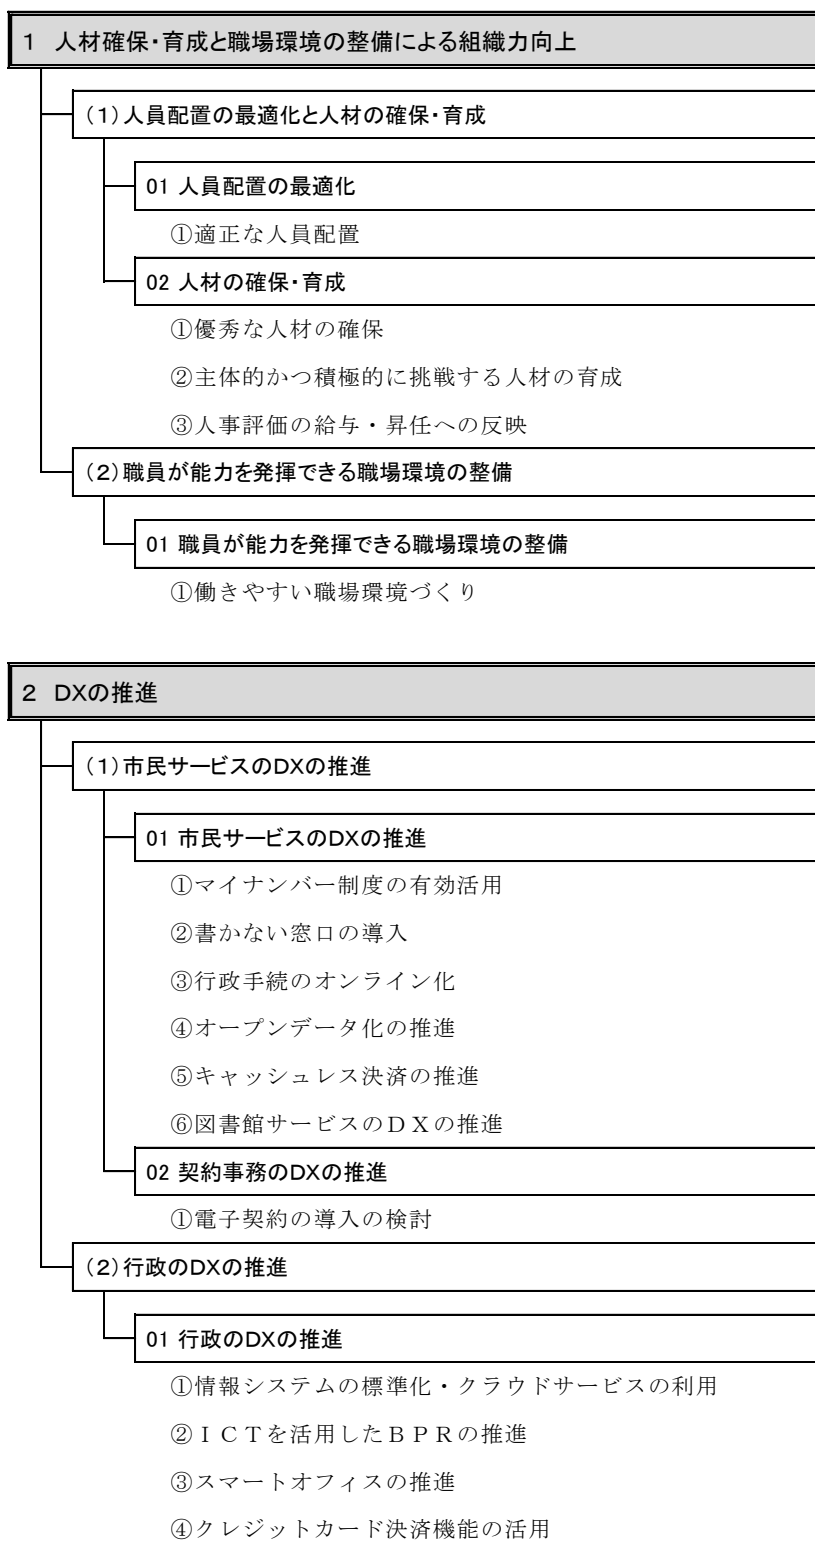 1 人材確保・育成と職場環境の整備による組織力向上
（1）人員配置の最適化と人材の確保・育成
01 人員配置の最適化
①適正な人員配置
02 人材の確保・育成
①優秀な人材の確保
②主体的かつ積極的に挑戦する人材の育成
③人事評価の給与・昇任への反映
（2）職員が能力を発揮できる職場環境の整備
01 職員が能力を発揮できる職場環境の整備
①働きやすい職場環境づくり
2 DXの推進
（1）市民サービスのDXの推進
01 市民サービスのDXの推進
①マイナンバー制度の有効活用
②書かない窓口の導入
③行政手続のオンライン化
④オープンデータ化の推進
⑤キャッシュレス決済の推進
⑥図書館サービスのＤＸの推進
02 契約事務のDXの推進
①電子契約の導入の検討
（2）行政のDXの推進
01 行政のDXの推進
①情報システムの標準化・クラウドサービスの利用
②ＩＣＴを活用したＢＰＲの推進
③スマートオフィスの推進
④クレジットカード決済機能の活用